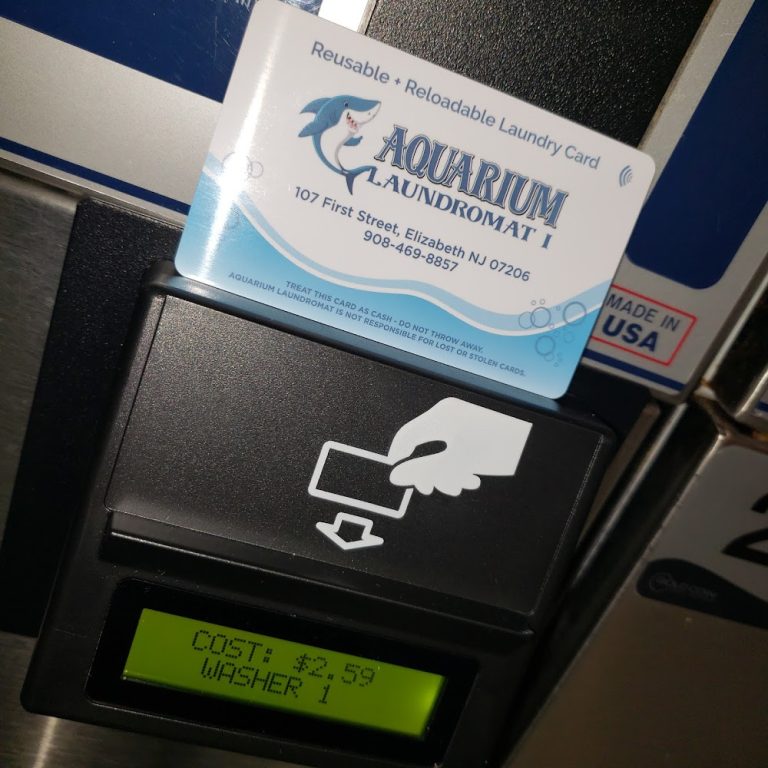 Reusable + Reloadable Laundry Card
AQUARIUM
LAUNDROMAT I
107 First Street, Elizabeth NJ 07206
908-469-8857
TREAT THIS CARD AS CASH - DO NOT THROW AWAY.
AQUARIUM LAUNDROMAT IS NOT RESPONSIBLE FOR LOST OR STOLEN CARDS.
MADE IN
USA
COST: $2.59
WASHER 1